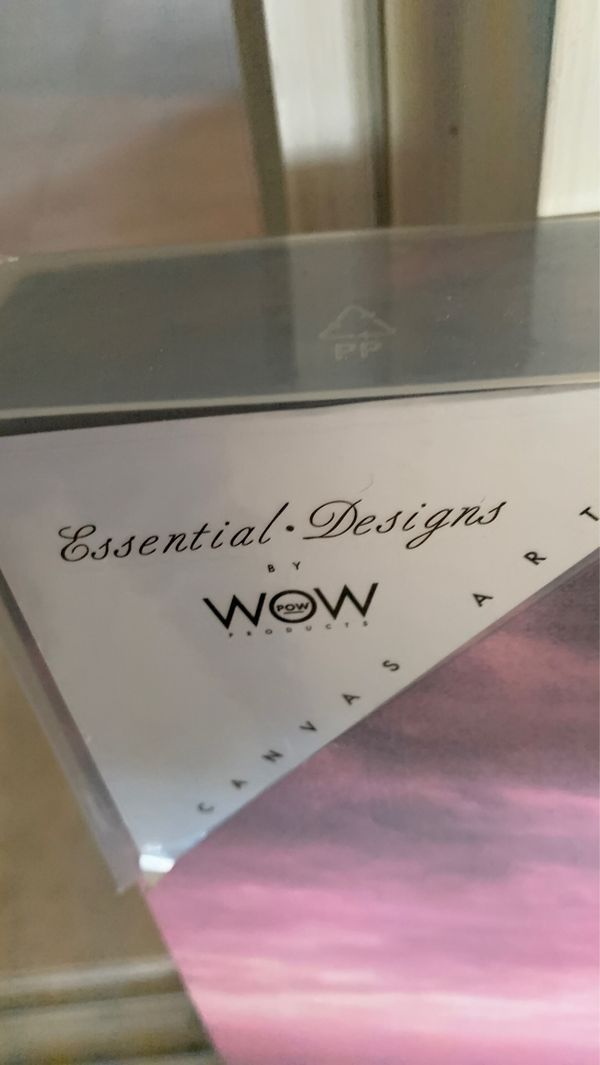 PP
Essential · Designs
BY
WOW
POW
PRODUCTS
CANVAS ART